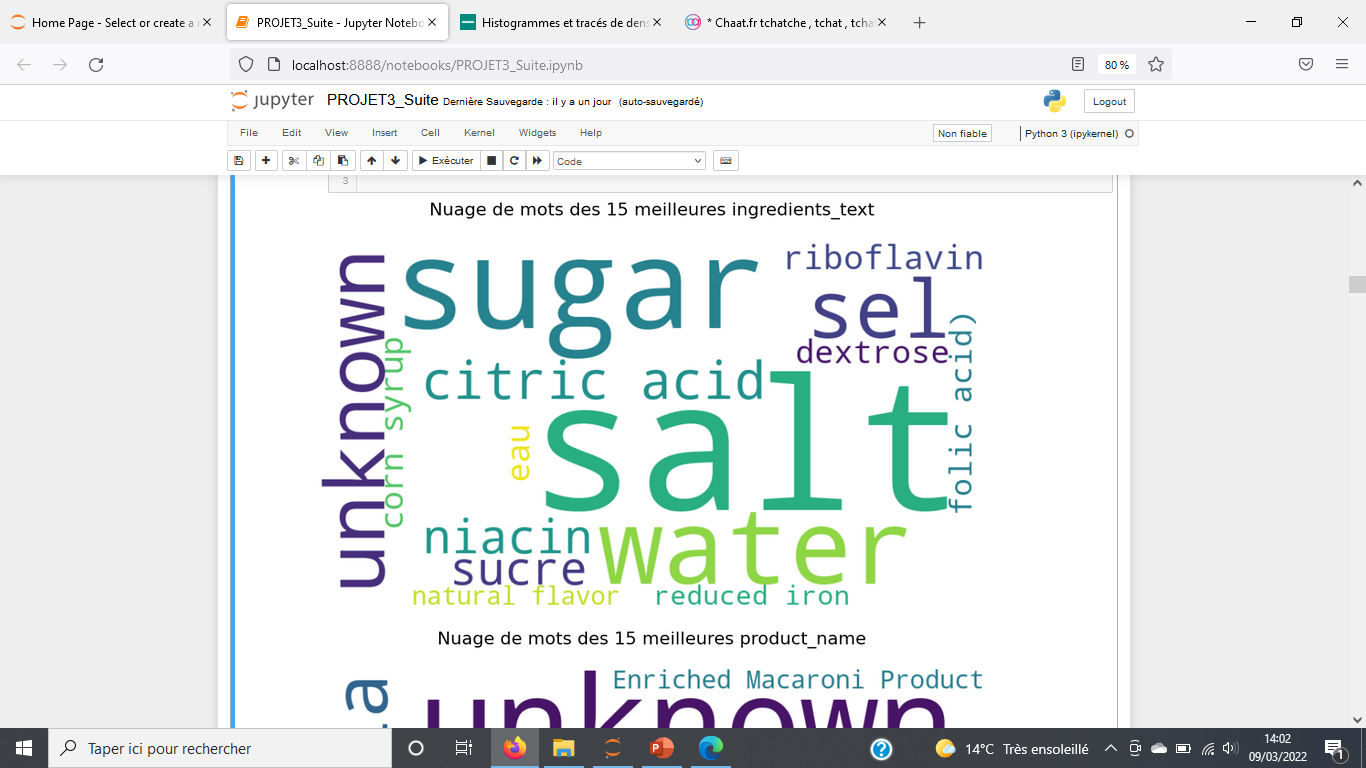 Home Page - Select or create a
PROJET3_Suite - Jupyter Notebo
Histogrammes et tracés de dens
* Chaat.fr tchatche , tchat , tcha
localhost:8888/notebooks/PROJET3_Suite.ipynb
80 %
jupyter PROJET3_Suite Dernière Sauvegarde : il y a un jour (auto-sauvegardé)
Logout
File Edit View Insert Cell Kernel Widgets Help
Non fiable
Python 3 (ipykernel)
Exécuter
Code
3
Nuage de mots des 15 meilleures ingredients_text
unknown
sugar
riboflavin
sel
corn syrup
dextrose
folic acid)
citric acid
salt
eau
niacin
water
sucre
natural flavor
reduced iron
Nuage de mots des 15 meilleures product_name
Enriched Macaroni Product
unknown
Taper ici pour rechercher
14°C Très ensoleillé
14:02
09/03/2022
1